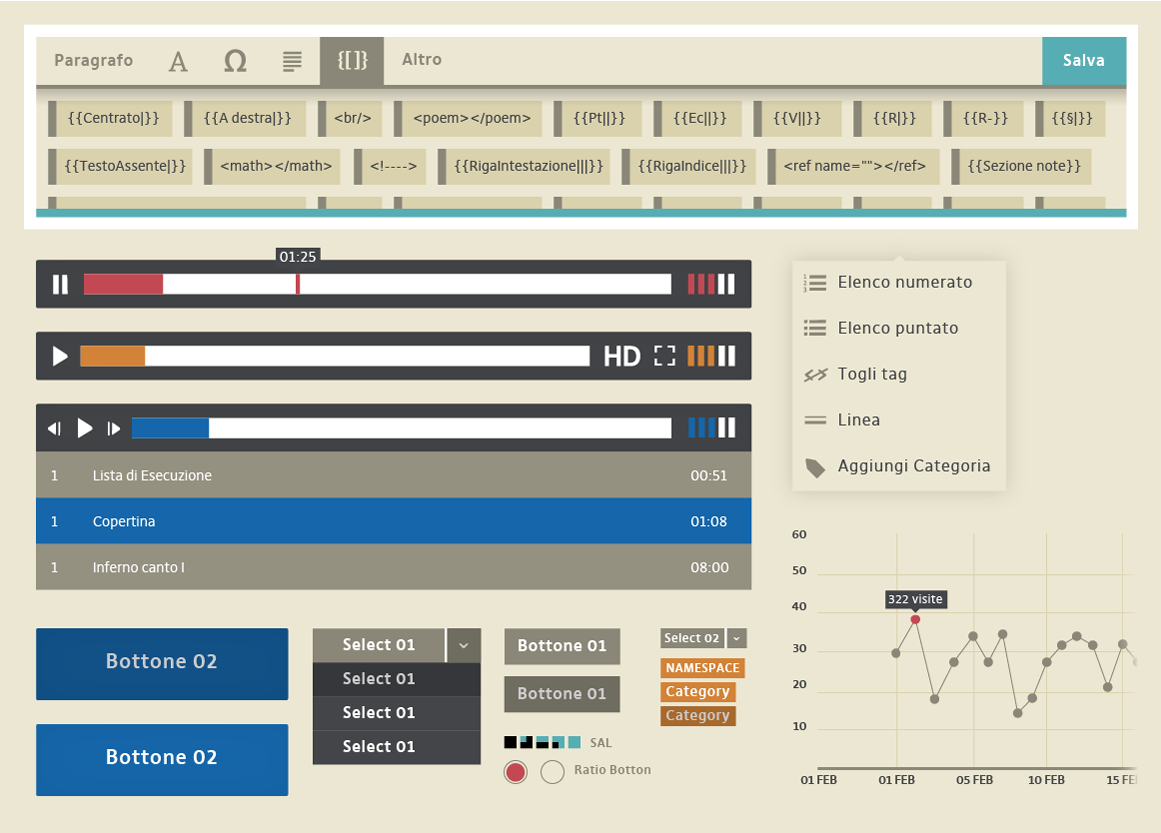 Paragrafo A Ω {[]} Altro Salva
{{Centrato|}} {{A destra|}} <br/> <poem></poem> {{Pt||}} {{Ec||}} {{V||}} {{R|}} {{R-}} {{§|}}
{{TestoAssente|}} <math></math> <!----> {{RigaIntestazione|||}} {{RigaIndice|||}} <ref name=""></ref> {{Sezione note}}
01:25
HD
1 Lista di Esecuzione 00:51
1 Copertina 01:08
1 Inferno canto I 08:00
Elenco numerato
Elenco puntato
Togli tag
Linea
Aggiungi Categoria
60
50
40
30
20
10
322 visite
01 FEB 01 FEB 05 FEB 10 FEB 15 FE
Bottone 02
Bottone 02
Select 01
Select 01
Select 01
Select 01
Bottone 01
Bottone 01
SAL
Ratio Botton
Select 02
NAMESPACE
Category
Category